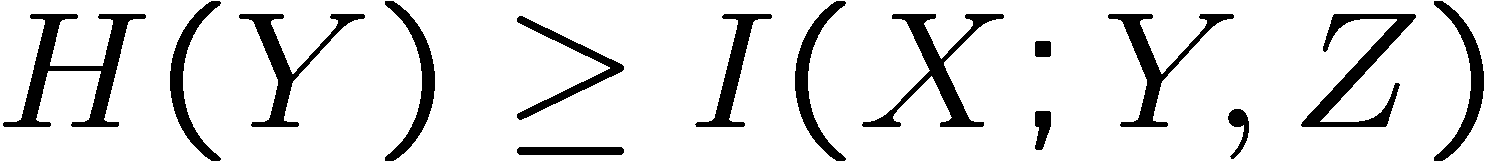 H(Y) ≥ I(X; Y, Z)